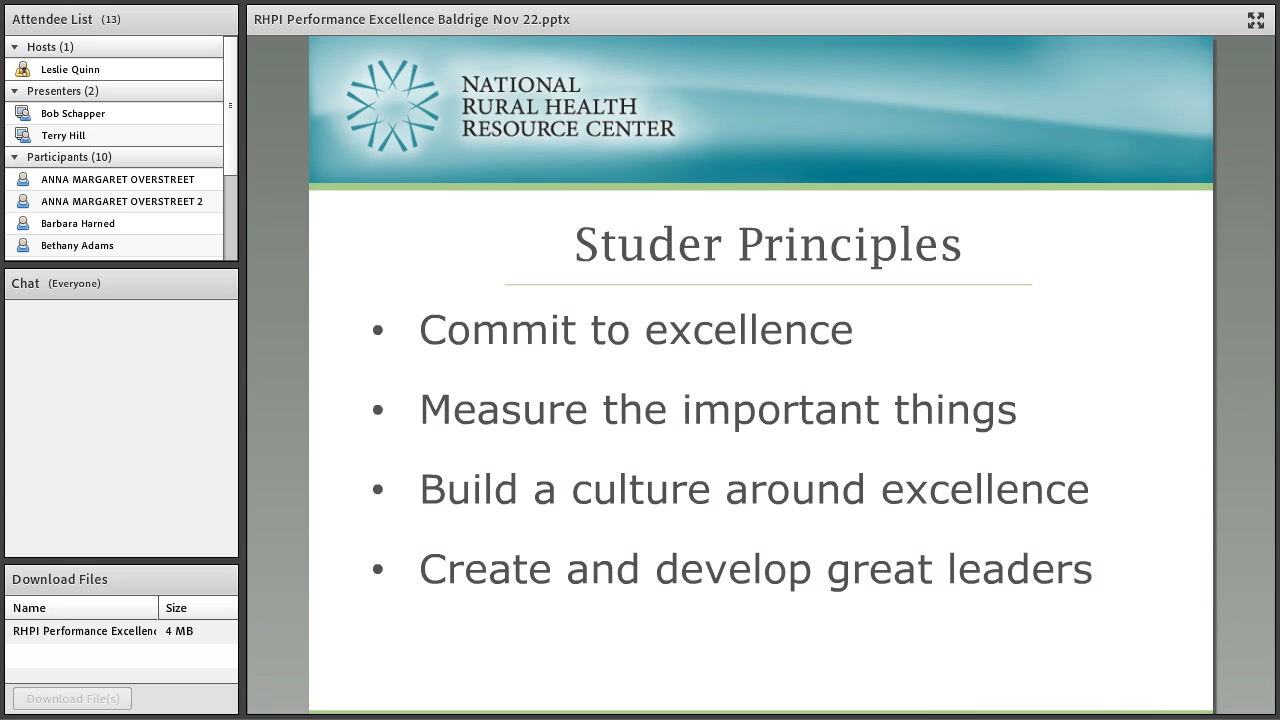 Attendee List (13)
Hosts (1)
Leslie Quinn
Presenters (2)
Bob Schapper
Terry Hill
Participants (10)
ANNA MARGARET OVERSTREET
ANNA MARGARET OVERSTREET 2
Barbara Harned
Bethany Adams
Chat (Everyone)
Download Files
Name Size
RHPI Performance Excellenc 4 MB
Download File(s)
RHPI Performance Excellence Baldrige Nov 22.pptx
NATIONAL
RURAL HEALTH
RESOURCE CENTER
Studer Principles
• Commit to excellence
• Measure the important things
• Build a culture around excellence
• Create and develop great leaders